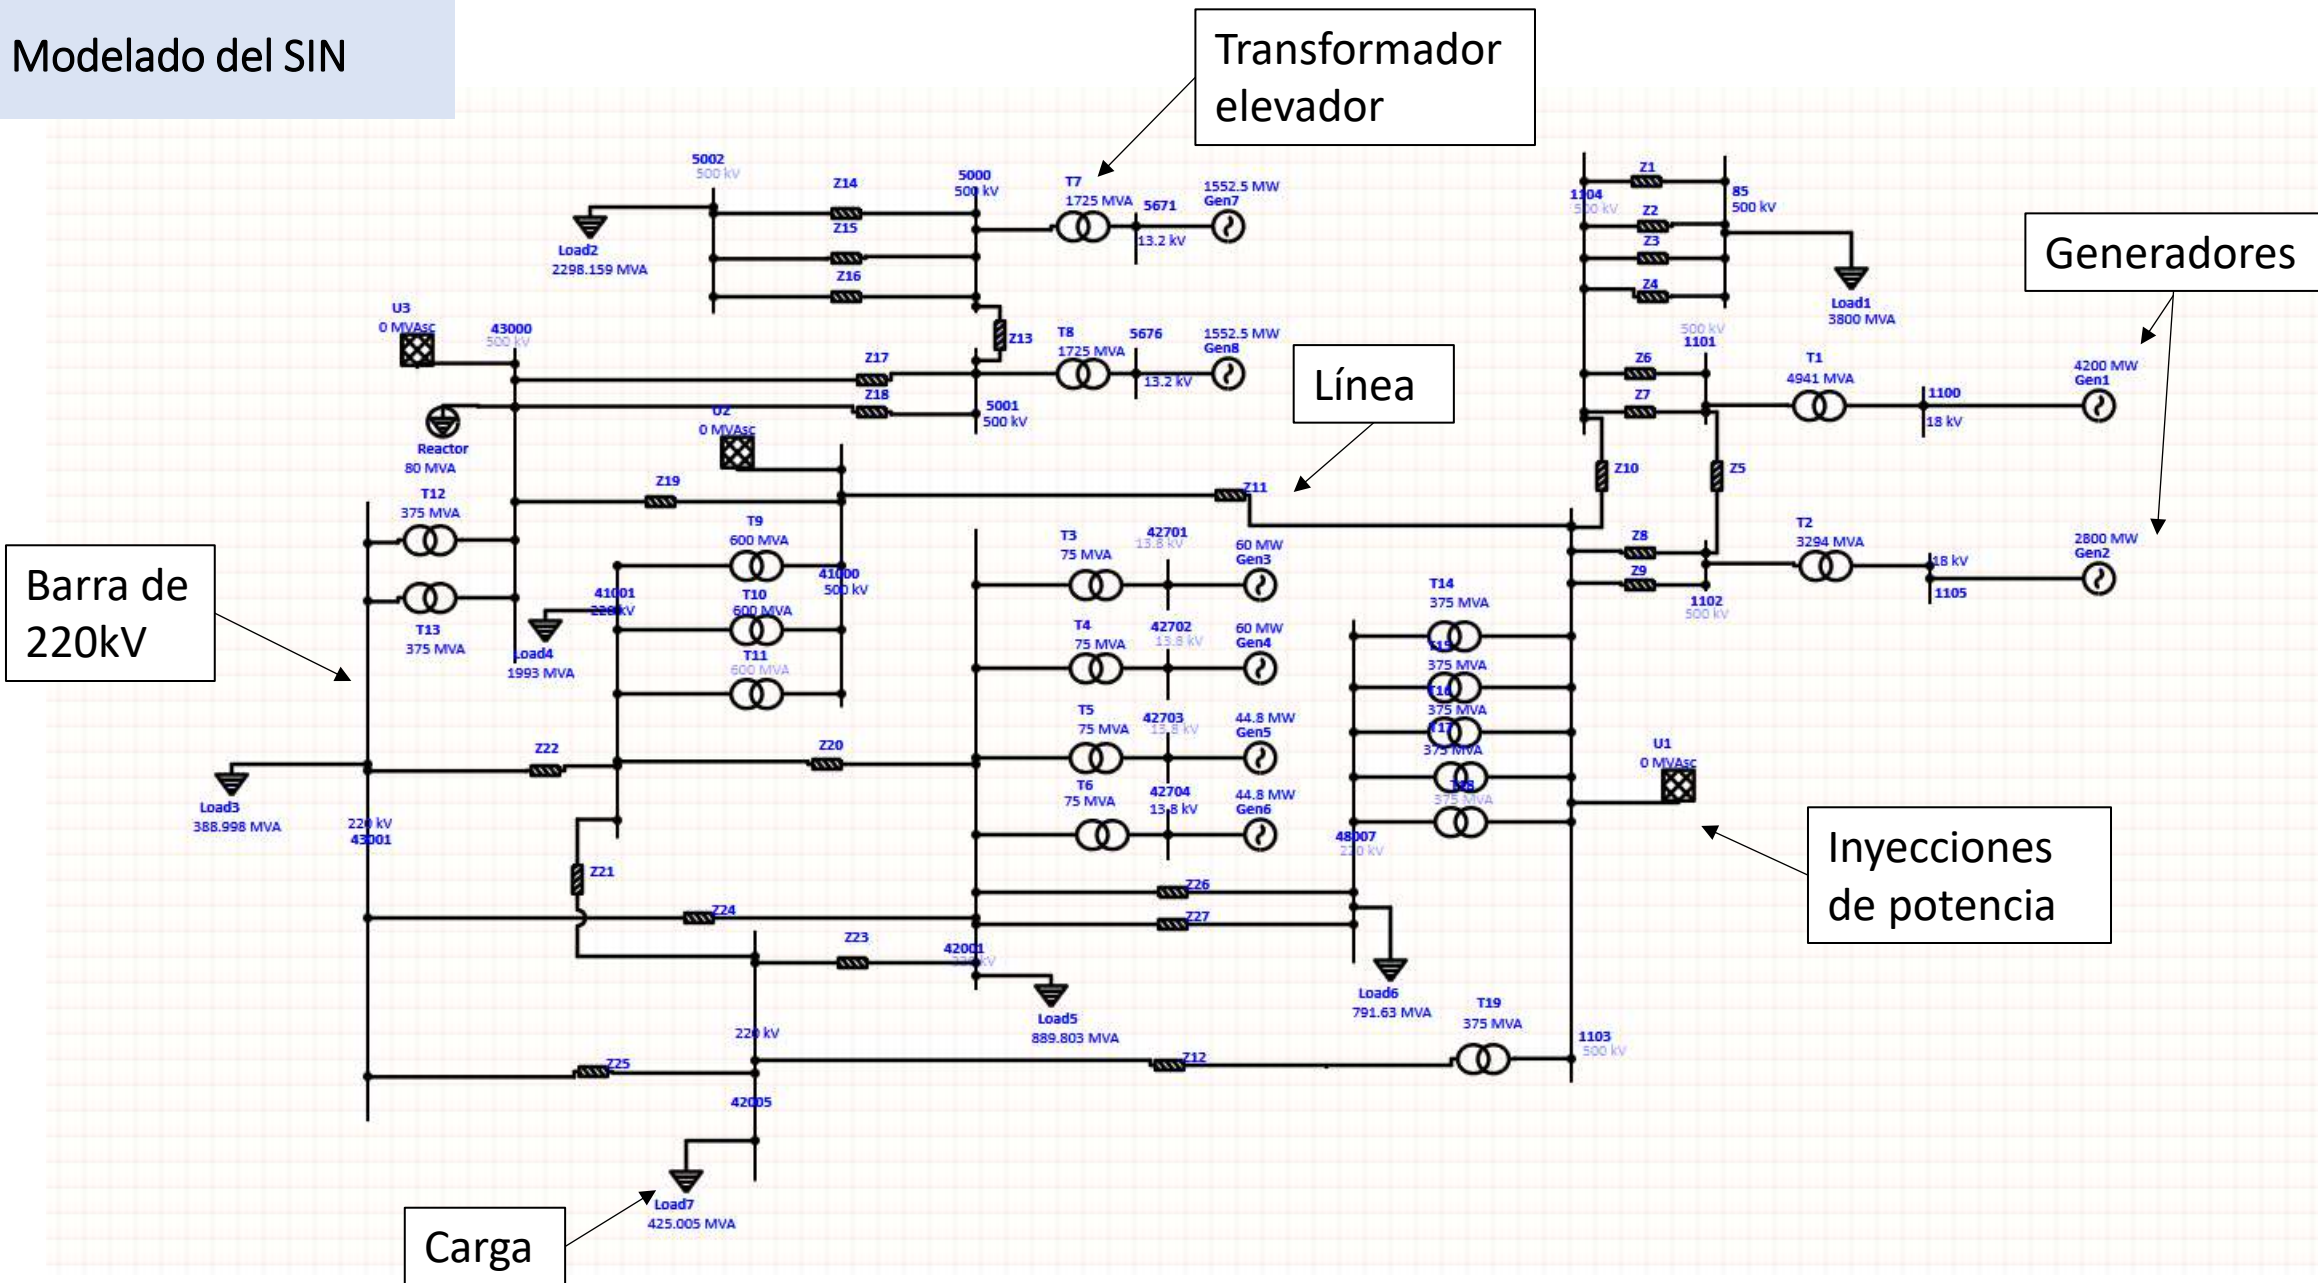 Modelado del SIN
Transformador
elevador
Generadores
Línea
Barra de
220kV
Inyecciones
de potencia
Carga
5002
500 kV
Z14
Z15
Z16
5000
500 kV
T7
1725 MVA
5671
13.2 kV
1552.5 MW
Gen7
Load2
2298.159 MVA
Z13
U3
0 MVAsc
43000
500 kV
Z17
Z18
T8
1725 MVA
5676
13.2 kV
1552.5 MW
Gen8
5001
500 kV
Reactor
80 MVA
U2
0 MVAsc
Z19
Z11
T12
375 MVA
T13
375 MVA
T9
600 MVA
T10
600 MVA
T11
600 MVA
41001
220 kV
41000
500 kV
Load4
1993 MVA
Z1
Z2
Z3
Z4
1104
500 kV
85
500 kV
Load1
3800 MVA
500 kV
1101
Z6
Z7
T1
4941 MVA
1100
18 kV
4200 MW
Gen1
Z10
Z5
Z8
Z9
T2
3294 MVA
18 kV
1105
2800 MW
Gen2
1102
500 kV
T3
75 MVA
42701
13.8 kV
60 MW
Gen3
T4
75 MVA
42702
13.8 kV
60 MW
Gen4
T5
75 MVA
42703
13.8 kV
44.8 MW
Gen5
T6
75 MVA
42704
13.8 kV
44.8 MW
Gen6
T14
375 MVA
T15
375 MVA
T16
375 MVA
T17
375 MVA
T18
375 MVA
U1
0 MVAsc
48007
220 kV
Z22
Z20
Load3
388.998 MVA
220 kV
43001
Z21
Z24
Z23
Z26
Z27
42001
220 kV
Load5
889.803 MVA
Load6
791.63 MVA
T19
375 MVA
1103
500 kV
220 kV
Z25
Z12
42005
Load7
425.005 MVA